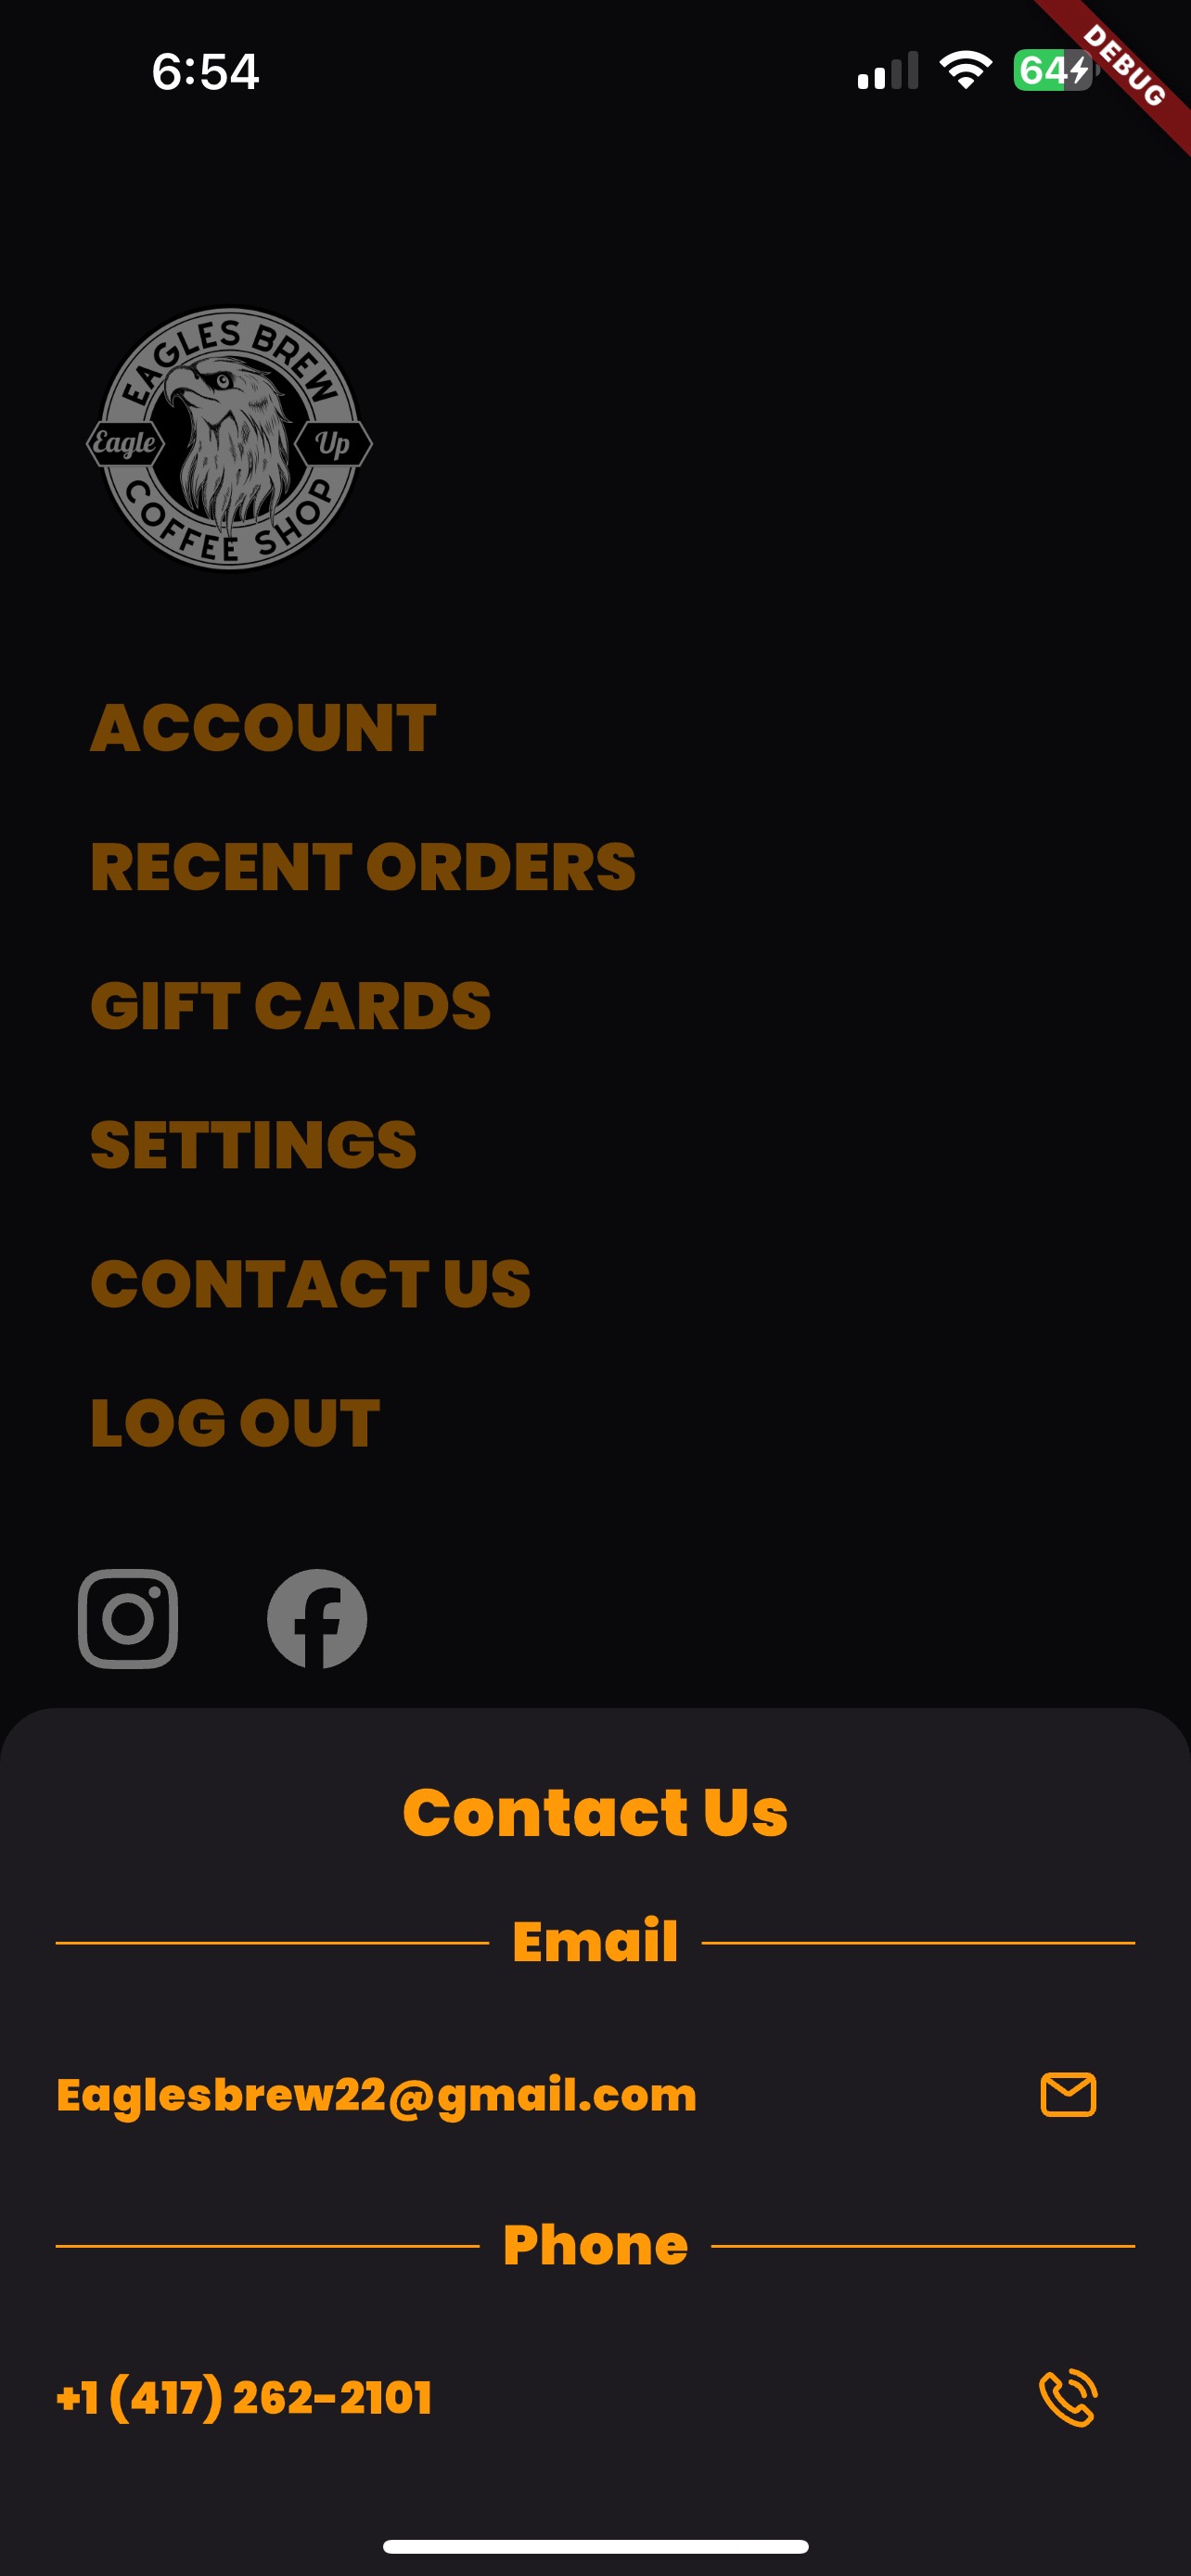 6:54
64
DEBUG
EAGLES BREW
Eagle
Up
COFFEE SHOP
ACCOUNT
RECENT ORDERS
GIFT CARDS
SETTINGS
CONTACT US
LOG OUT
Contact Us
Email
Eaglesbrew22@gmail.com
Phone
+1 (417) 262-2101